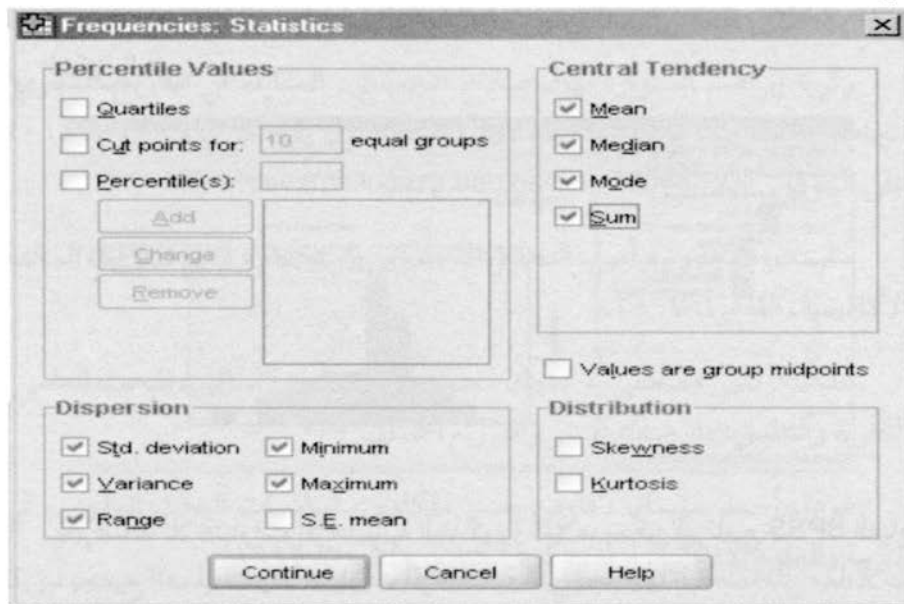 Frequencies: Statistics
Percentile Values
Quartiles
Cut points for: 10 equal groups
Percentile(s):
Add
Change
Remove
Central Tendency
Mean
Median
Mode
Sum
Values are group midpoints
Dispersion
Std. deviation
Variance
Range
Minimum
Maximum
S.E. mean
Distribution
Skewness
Kurtosis
Continue
Cancel
Help